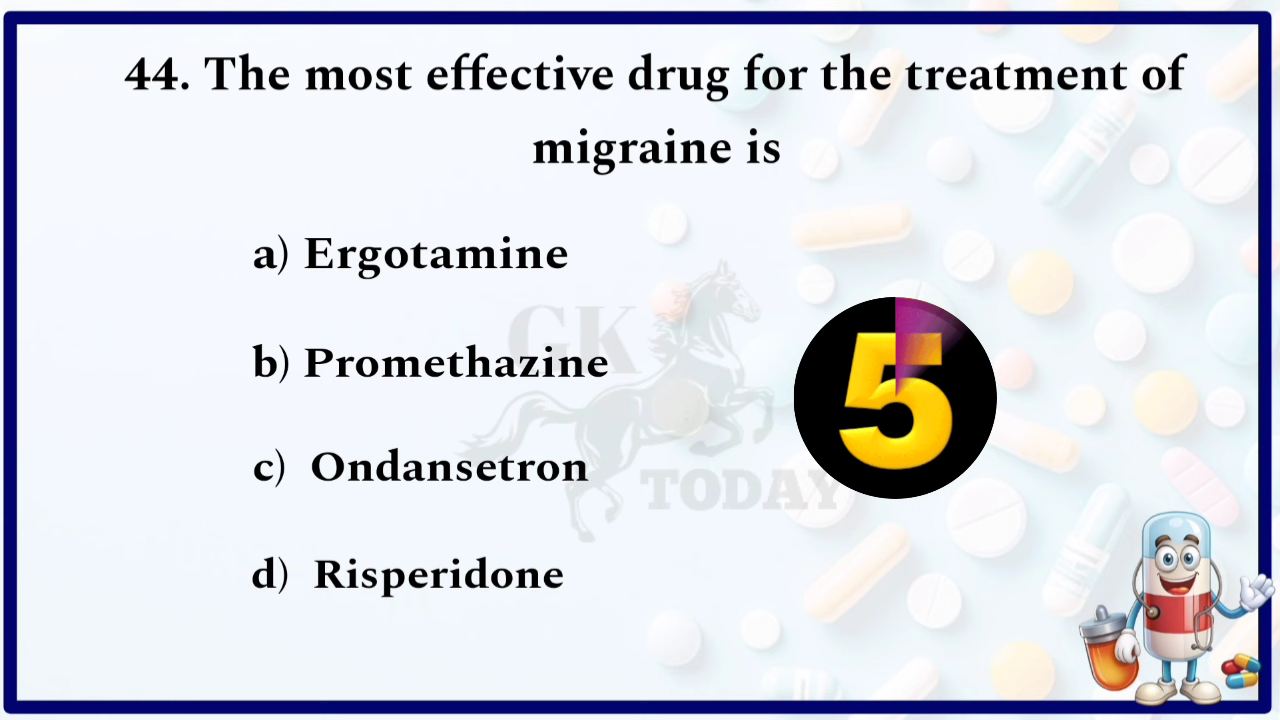 44. The most effective drug for the treatment of
migraine is
a) Ergotamine
b) Promethazine
c) Ondansetron
d) Risperidone
GK
TODAY
5